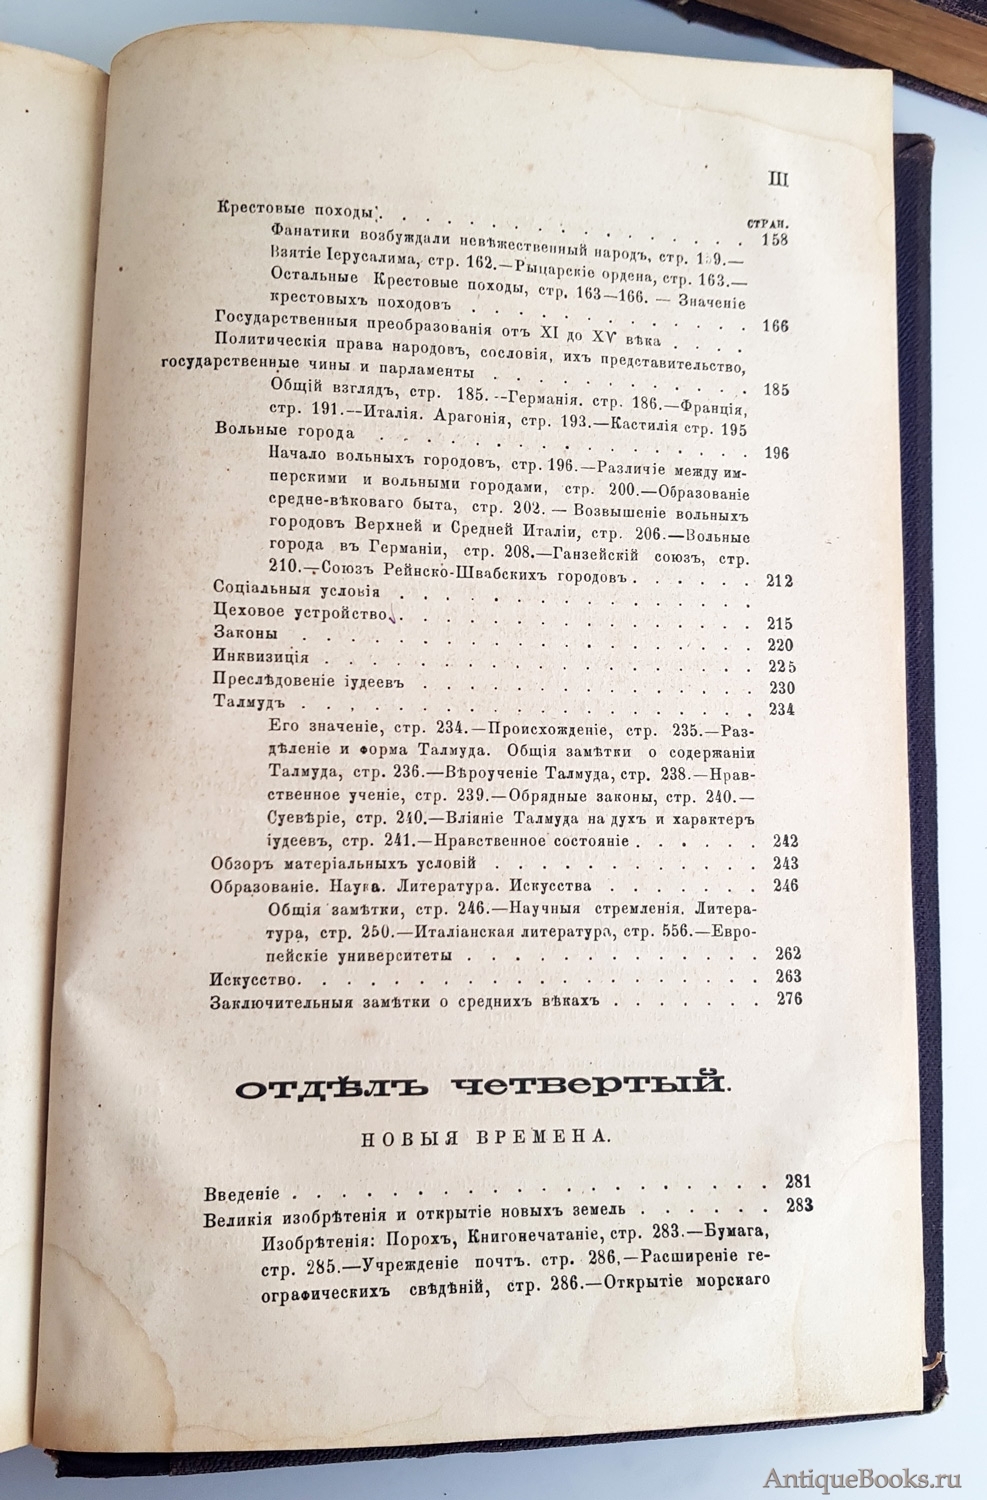 III
СТРАН.
Крестовые походы . . . . . . . . . . . . . . 158
Фанатики возбуждали невѣжественный народъ, стр. 9.—
Взятіе Іерусалима, стр. 162.—Рыцарскіе ордена, стр. 163.—
Остальные Крестовые походы, стр. 163—166. — Значеніе
крестовыхъ походовъ . . . . . . . . . . . 166
Государственныя преобразованія отъ XI до XV вѣка . . . .
Политическія права народовъ, сословія, ихъ представительство,
государственные чины и парламенты . . . . . . . . . . 185
Общій взглядъ, стр. 185.--Германія. стр. 186.—Франція,
стр. 191.—Италія. Арагонія, стр. 193.—Кастилія стр. 195
Вольные города . . . . . . . . . . . . . . 196
Начало вольныхъ городовъ, стр. 196.—Различіе между им-
перскими и вольными городами, стр. 200.—Образованіе
средне-вѣковаго быта, стр. 202. — Возвышеніе вольныхъ
городовъ Верхней и Средней Италіи, стр. 206.—Вольные
города въ Германіи, стр. 208.—Ганзейскій союзъ, стр.
210.—Союзъ Рейнско-Швабскихъ городовъ . . . . . . 212
Соціальныя условія . . . . . . . . . . . . . .
Цеховое устройство. . . . . . . . . . . . . . 215
Законы . . . . . . . . . . . . . . . . . 220
Инквизиція . . . . . . . . . . . . . . . . 225
Преслѣдовеніе іудеевъ . . . . . . . . . . . . . 230
Талмудъ . . . . . . . . . . . . . . . . . 234
Его значеніе, стр. 234.—Происхожденіе, стр. 235.—Раз-
дѣленіе и форма Талмуда. Общія замѣтки о содержаніи
Талмуда, стр. 236.—Вѣроученіе Талмуда, стр. 238.—Нрав-
ственное ученіе, стр. 239.—Обрядные законы, стр. 240.—
Суевѣріе, стр. 240.—Вліяніе Талмуда на духъ и характеръ
іудеевъ, стр. 241.—Нравственное состояніе . . . . . . 242
Обзоръ матеріальныхъ условій . . . . . . . . . . 243
Образованіе. Наука. Литература. Искусства . . . . . . . 246
Общія замѣтки, стр. 246.—Научныя стремленія. Литера-
тура, стр. 250.—Италіанская литература, стр. 556.—Евро-
пейскіе университеты . . . . . . . . . . . . 262
Искусство. . . . . . . . . . . . . . . . . 263
Заключительныя замѣтки о среднихъ вѣкахъ . . . . . . . 276
ОТДѢЛЪ ЧЕТВЕРТЫЙ.
НОВЫЯ ВРЕМЕНА.
Введеніе . . . . . . . . . . . . . . . . . . 281
Великія изобрѣтенія и открытіе новыхъ земель . . . . . . 283
Изобрѣтенія: Порохъ, Книгопечатаніе, стр. 283.—Бумага,
стр. 285.—Учрежденіе почтъ. стр. 286,—Расширеніе ге-
ографическихъ свѣдѣній, стр. 286.—Открытіе морскаго
AntiqueBooks.ru